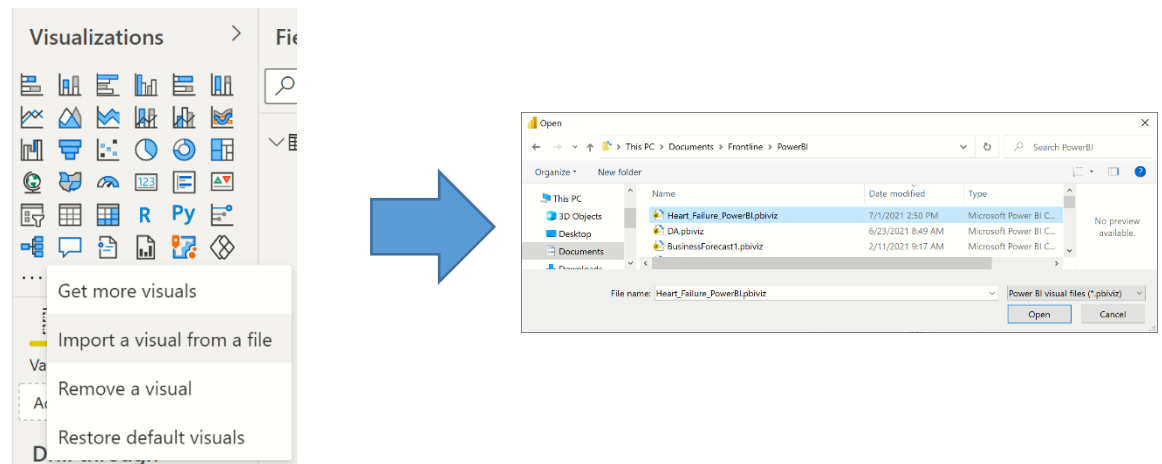 Visualizations
123
R
Py
...
Get more visuals
Import a visual from a file
Remove a visual
Restore default visuals
Open
This PC > Documents > Frontline > PowerBI
Search PowerBI
Organize
New folder
This PC
3D Objects
Desktop
Documents
Name Date modified Type
Heart_Failure_PowerBI.pbiviz 7/1/2021 2:50 PM Microsoft Power BI C...
DA.pbiviz 6/23/2021 8:49 AM Microsoft Power BI C...
BusinessForecast1.pbiviz 2/11/2021 9:17 AM Microsoft Power BI C...
No preview
available.
File name: Heart_Failure_PowerBI.pbiviz
Power BI visual files (*.pbiviz)
Open Cancel